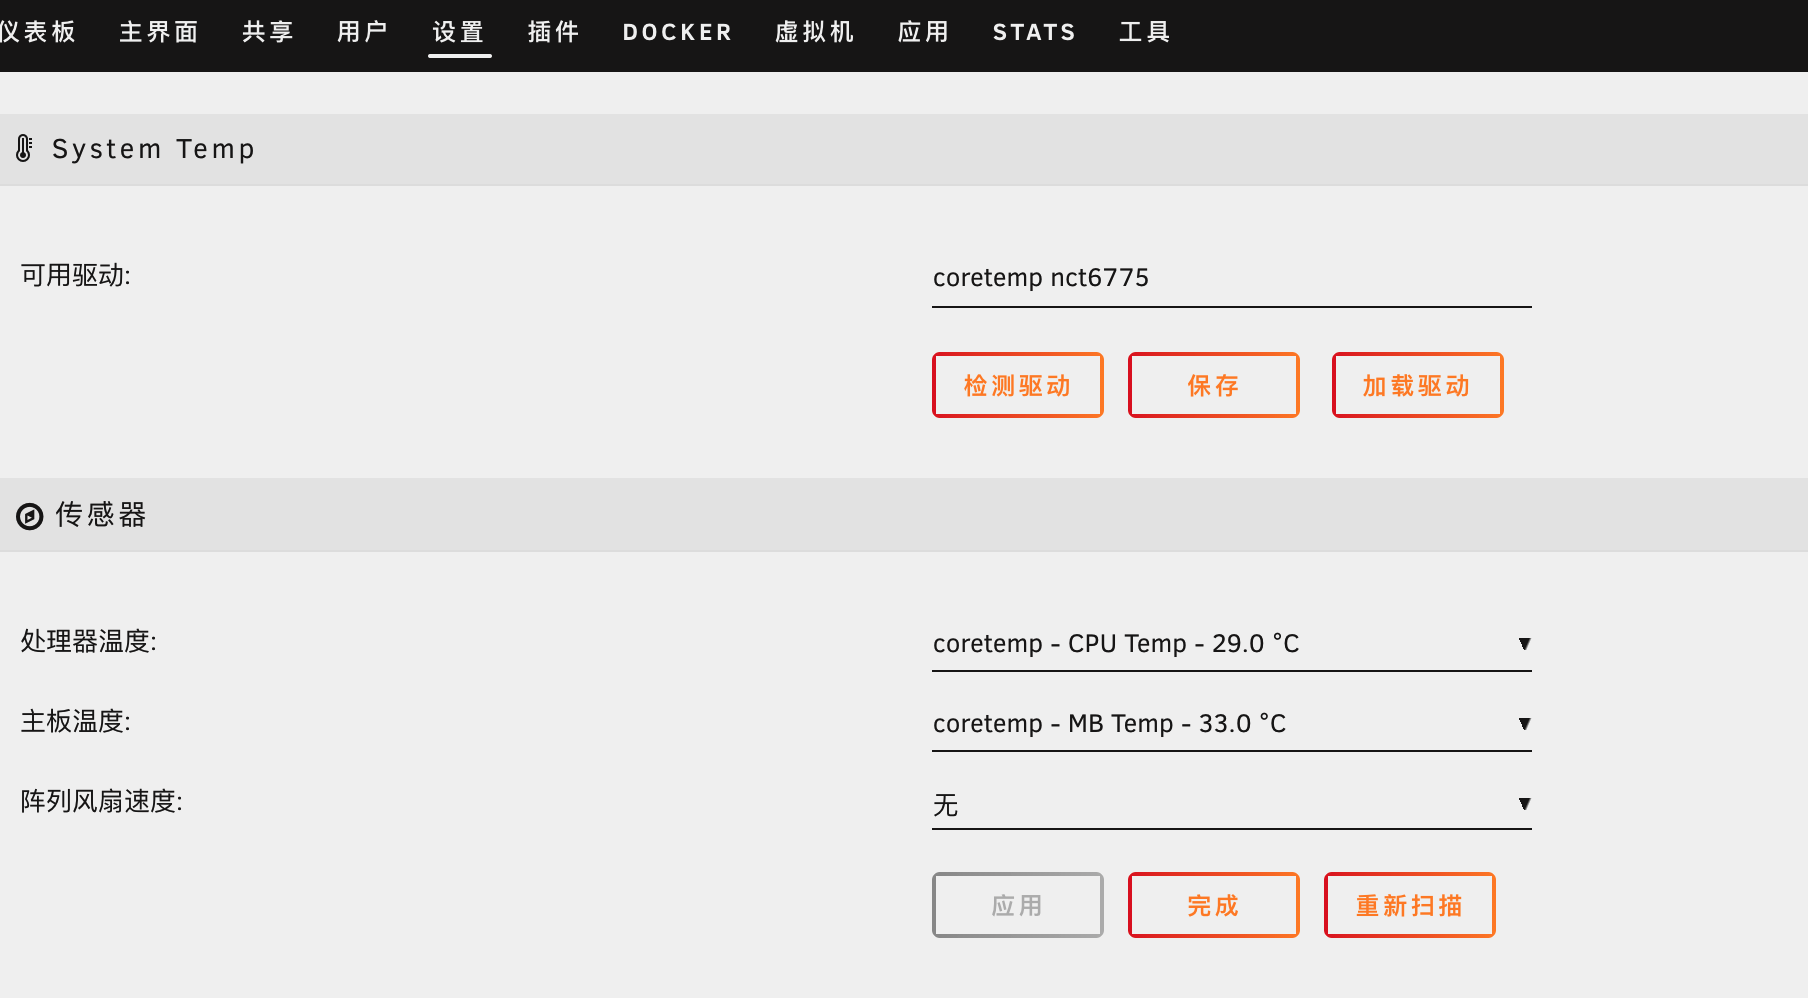 仪表板 主界面 共享 用户 设置 插件 DOCKER 虚拟机 应用 STATS 工具
System Temp
可用驱动: coretemp nct6775
检测驱动 保存 加载驱动
传感器
处理器温度: coretemp - CPU Temp - 29.0 °C
主板温度: coretemp - MB Temp - 33.0 °C
阵列风扇速度: 无
应用 完成 重新扫描